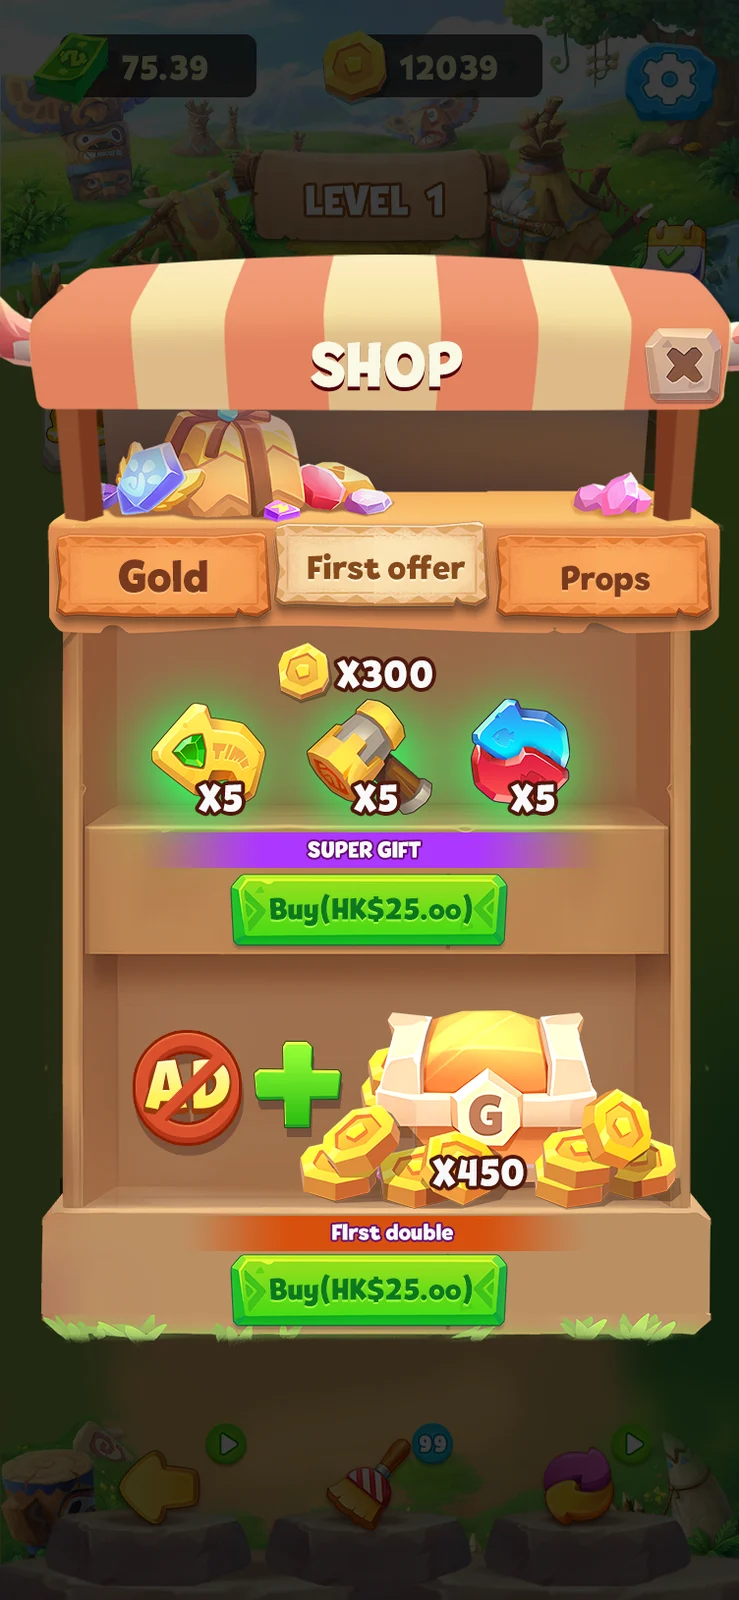 75.39
12039
LEVEL 1
SHOP
Gold
First offer
Props
X300
TIME
X5
X5
X5
SUPER GIFT
Buy(HK$25.00)
AD
G
X450
FIrst double
Buy(HK$25.00)
99